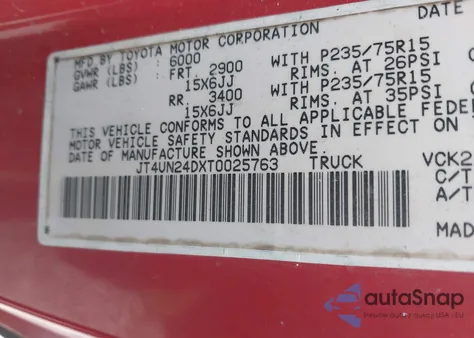 DATE
MFD. BY TOYOTA MOTOR CORPORATION
GVWR (LBS) : 6000
GAWR (LBS) : FRT. 2900 WITH P235/75R15
15X6JJ RIMS. AT 26PSI
RR. 3400 WITH P235/75R15
15X6JJ RIMS. AT 35PSI
THIS VEHICLE CONFORMS TO ALL APPLICABLE FEDE
MOTOR VEHICLE SAFETY STANDARDS IN EFFECT ON
DATE OF MANUFACTURE SHOWN ABOVE.
JT4UN24DXT0025763 TRUCK VCK2
C/T
A/T
MAD
autoSnap